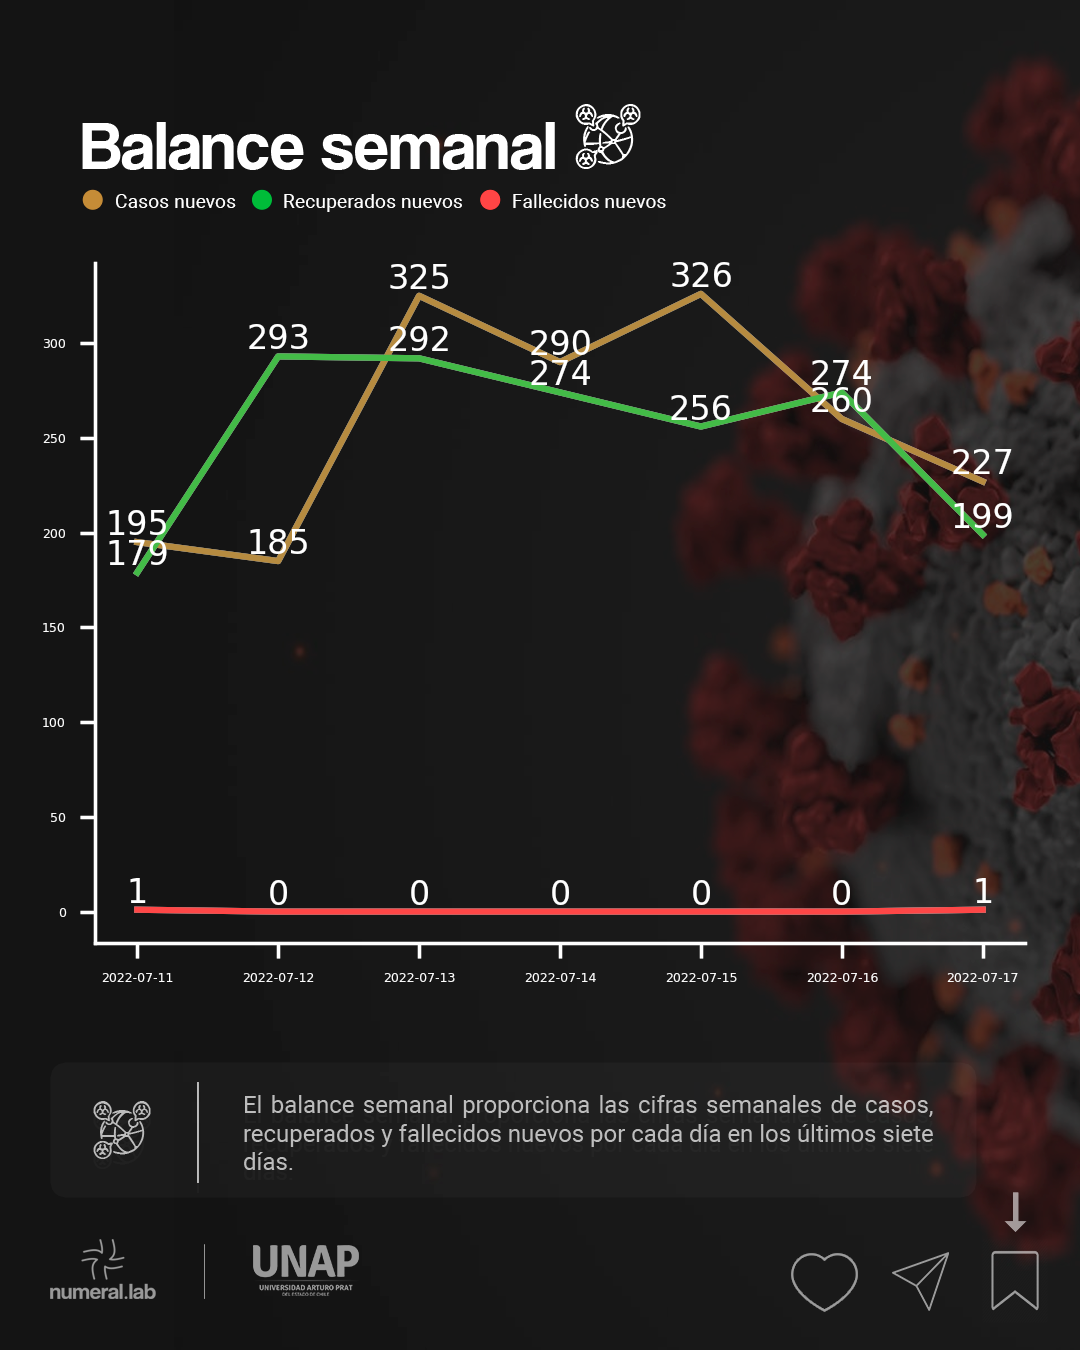 Balance semanal
Casos nuevos Recuperados nuevos Fallecidos nuevos
325 326
300 293 292 290
274 274
256 260
250
227
195 199
200 179 185
150
100
50
1 0 0 0 0 0 1
0
2022-07-11 2022-07-12 2022-07-13 2022-07-14 2022-07-15 2022-07-16 2022-07-17
El balance semanal proporciona las cifras semanales de casos,
recuperados y fallecidos nuevos por cada día en los últimos siete
días.
numeral.lab
UNAP
UNIVERSIDAD ARTURO PRAT
DEL ESTADO DE CHILE